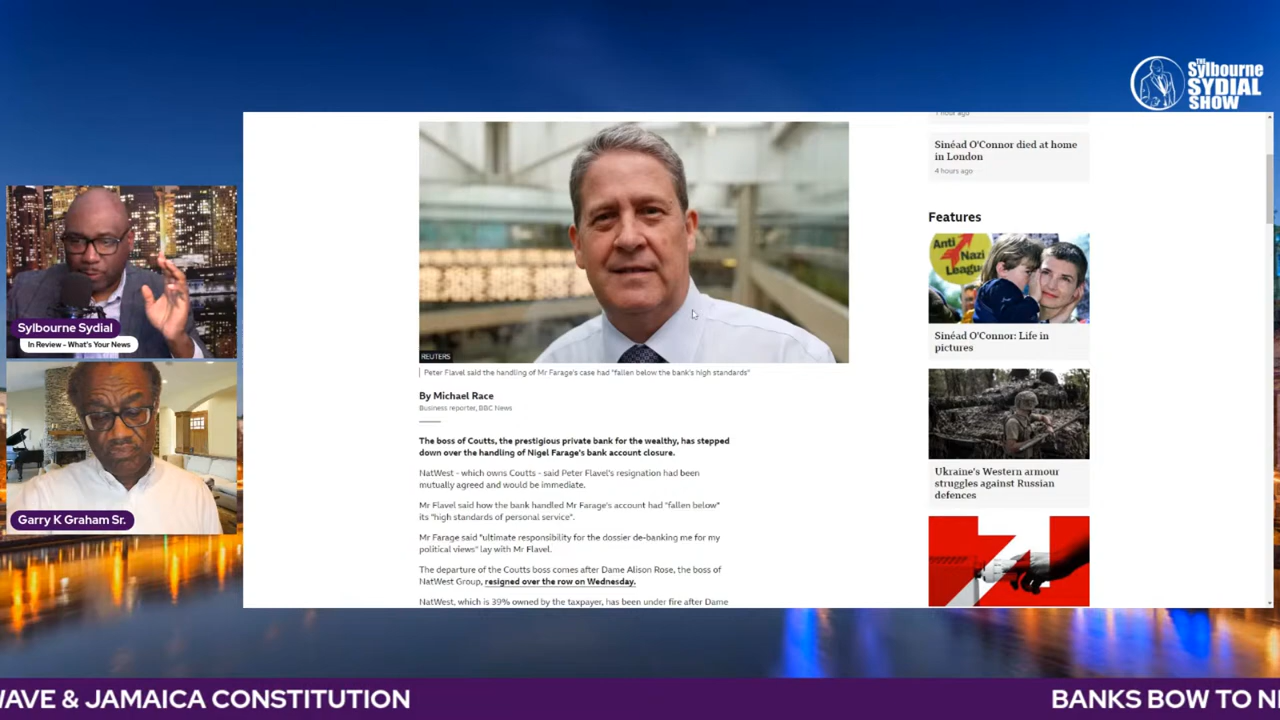 The
Sylbourne
SYDIAL
SHOW
Sylbourne Sydial
In Review - What's Your News
Garry K Graham Sr.
REUTERS
Peter Flavel said the handling of Mr Farage's case had "fallen below the bank's high standards"
By Michael Race
Business reporter, BBC News
The boss of Coutts, the prestigious private bank for the wealthy, has stepped
down over the handling of Nigel Farage's bank account closure.
NatWest - which owns Coutts - said Peter Flavel's resignation had been
mutually agreed and would be immediate.
Mr Flavel said how the bank handled Mr Farage's account had "fallen below"
its "high standards of personal service".
Mr Farage said "ultimate responsibility for the dossier de-banking me for my
political views" lay with Mr Flavel.
The departure of the Coutts boss comes after Dame Alison Rose, the boss of
NatWest Group, resigned over the row on Wednesday.
NatWest, which is 39% owned by the taxpayer, has been under fire after Dame
1 hour ago
Sinéad O'Connor died at home
in London
4 hours ago
Features
Anti
Nazi
League
Sinéad O'Connor: Life in
pictures
Ukraine's Western armour
struggles against Russian
defences
WAVE & JAMAICA CONSTITUTION
BANKS BOW TO NI